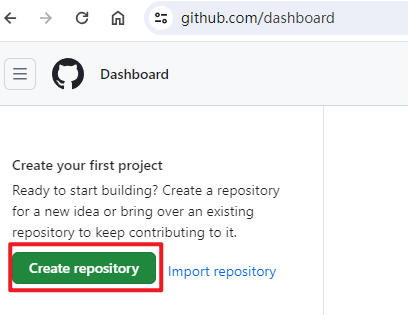 github.com/dashboard
Dashboard
Create your first project
Ready to start building? Create a repository
for a new idea or bring over an existing
repository to keep contributing to it.
Create repository Import repository